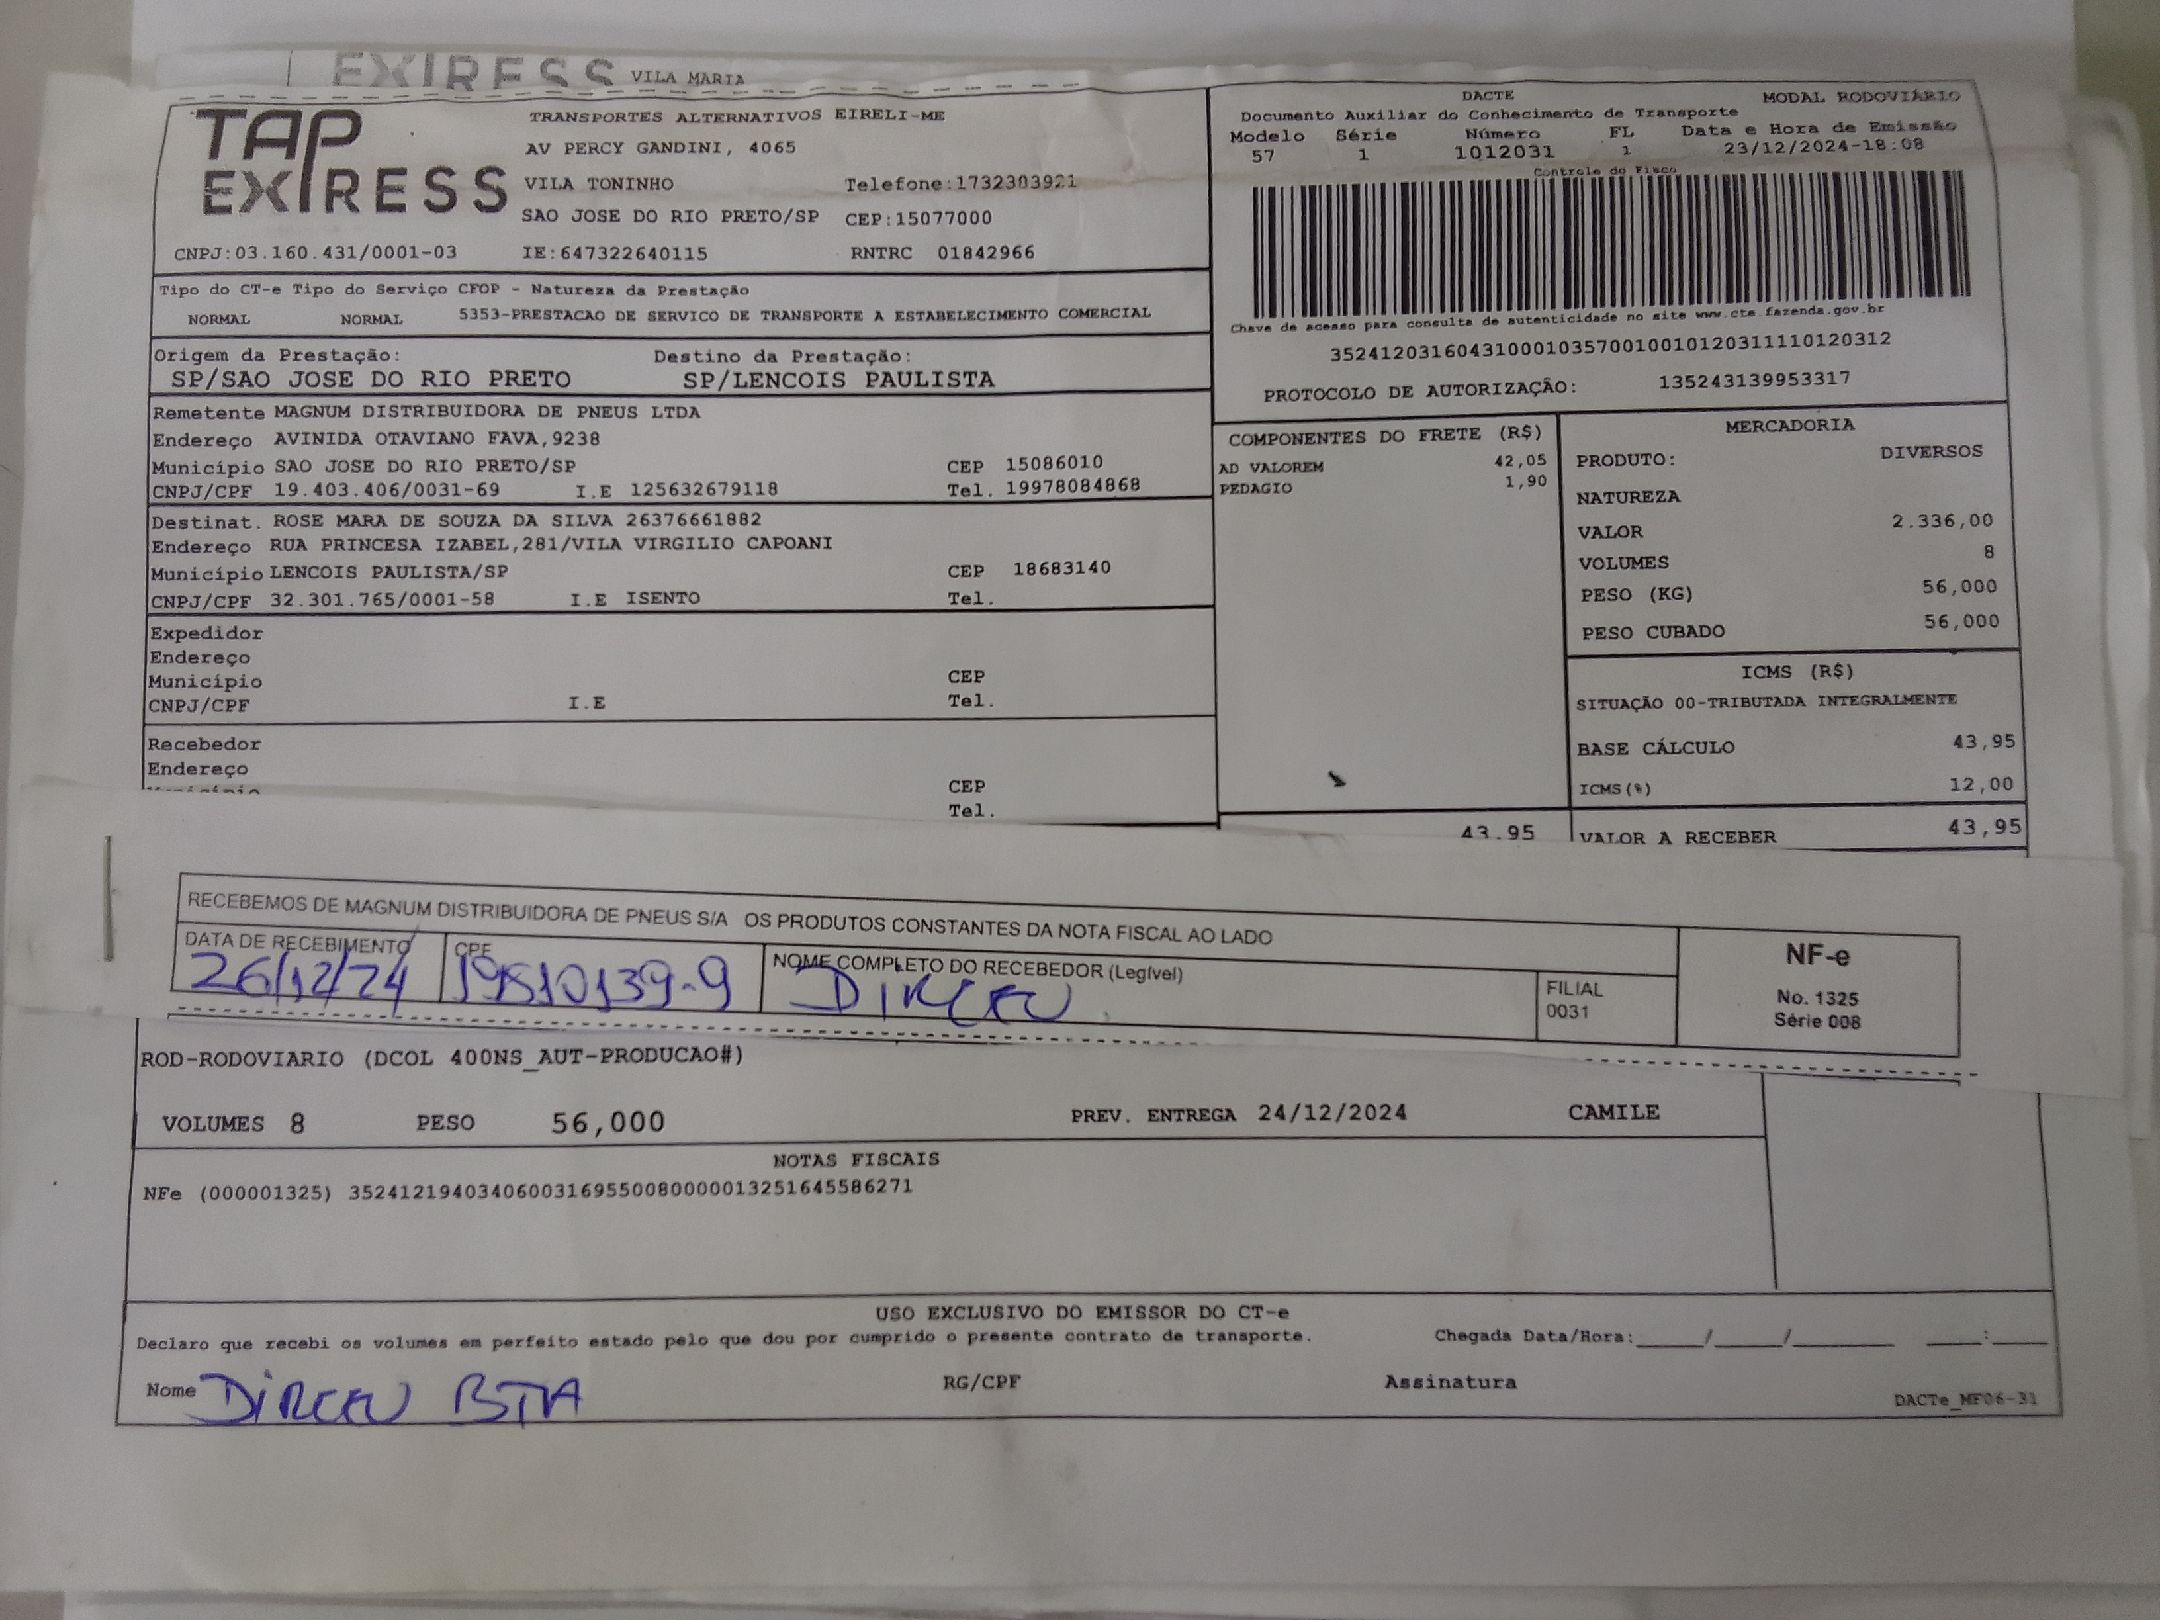 EXPRESS VILA MARIA
TAP EXPRESS
TRANSPORTES ALTERNATIVOS EIRELI-ME
AV PERCY GANDINI, 4065
VILA TONINHO Telefone:1732303921
SAO JOSE DO RIO PRETO/SP CEP:15077000
CNPJ:03.160.431/0001-03 IE:647322640115 RNTRC 01842966
DACTE MODAL RODOVIÁRIO
Documento Auxiliar do Conhecimento de Transporte
Modelo Série Número FL Data e Hora de Emissão
57 1 1012031 1 23/12/2024-18:08
Controle do Fisco
Chave de acesso para consulta de autenticidade no site www.cte.fazenda.gov.br
35241203160431000103570010010120311110120312
PROTOCOLO DE AUTORIZAÇÃO: 135243139953317
Tipo do CT-e Tipo do Serviço CFOP - Natureza da Prestação
NORMAL NORMAL 5353-PRESTACAO DE SERVICO DE TRANSPORTE A ESTABELECIMENTO COMERCIAL
Origem da Prestação: Destino da Prestação:
SP/SAO JOSE DO RIO PRETO SP/LENCOIS PAULISTA
Remetente MAGNUM DISTRIBUIDORA DE PNEUS LTDA
Endereço AVINIDA OTAVIANO FAVA,9238
Município SAO JOSE DO RIO PRETO/SP CEP 15086010
CNPJ/CPF 19.403.406/0031-69 I.E 125632679118 Tel. 19978084868
Destinat. ROSE MARA DE SOUZA DA SILVA 26376661882
Endereço RUA PRINCESA IZABEL,281/VILA VIRGILIO CAPOANI
Município LENCOIS PAULISTA/SP CEP 18683140
CNPJ/CPF 32.301.765/0001-58 I.E ISENTO Tel.
Expedidor
Endereço
Município CEP
CNPJ/CPF I.E Tel.
Recebedor
Endereço
Município CEP
Tel.
COMPONENTES DO FRETE (R$)
AD VALOREM 42,05
PEDAGIO 1,90
43,95
MERCADORIA
PRODUTO: DIVERSOS
NATUREZA
VALOR 2.336,00
VOLUMES 8
PESO (KG) 56,000
PESO CUBADO 56,000
ICMS (R$)
SITUAÇÃO 00-TRIBUTADA INTEGRALMENTE
BASE CÁLCULO 43,95
ICMS(%) 12,00
VALOR A RECEBER 43,95
RECEBEMOS DE MAGNUM DISTRIBUIDORA DE PNEUS S/A OS PRODUTOS CONSTANTES DA NOTA FISCAL AO LADO
DATA DE RECEBIMENTO CPF NOME COMPLETO DO RECEBEDOR (Legível)
26/12/24 19510139-9 DIRCEU
FILIAL
0031
NF-e
No. 1325
Série 008
ROD-RODOVIARIO (DCOL 400NS_AUT-PRODUCAO#)
VOLUMES 8 PESO 56,000 PREV. ENTREGA 24/12/2024 CAMILE
NOTAS FISCAIS
NFe (000001325) 35241219403406003169550080000013251645586271
USO EXCLUSIVO DO EMISSOR DO CT-e
Declaro que recebi os volumes em perfeito estado pelo que dou por cumprido o presente contrato de transporte. Chegada Data/Hora:_____/_____/_______ ____:____
Nome DIRCEU RG/CPF Assinatura
DACTe_MF06-31